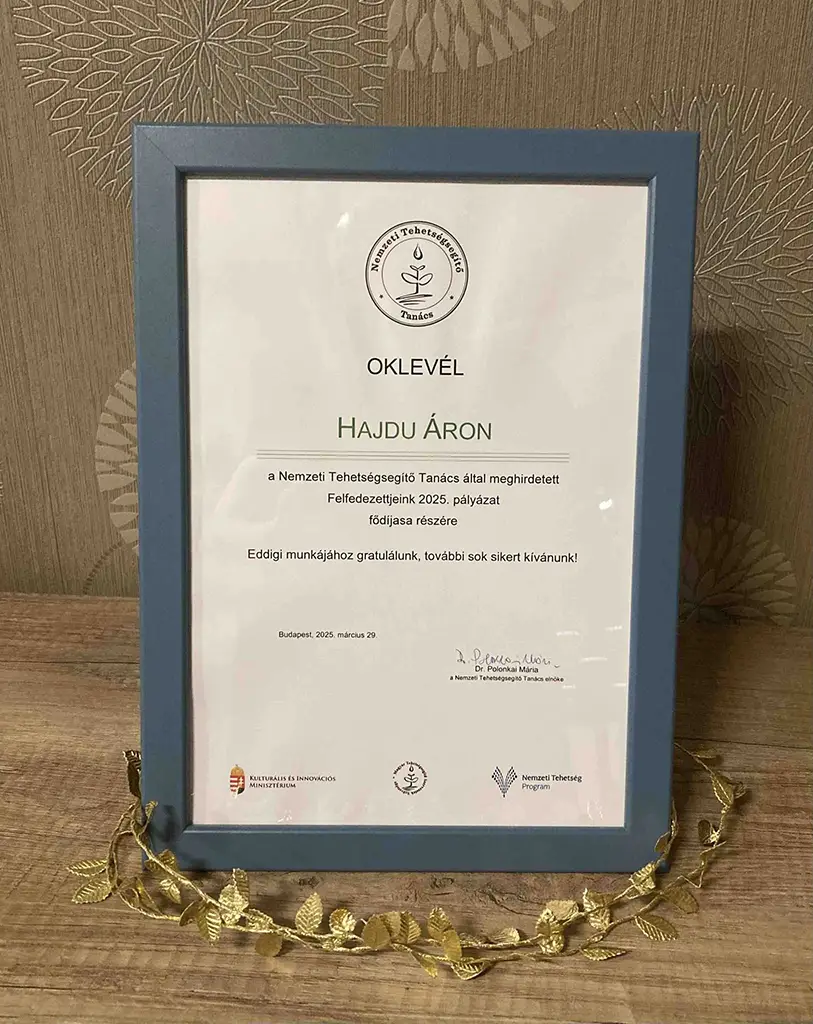 Nemzeti Tehetségsegítő
Tanács
OKLEVÉL
HAJDU ÁRON
a Nemzeti Tehetségsegítő Tanács által meghirdetett
Felfedezettjeink 2025. pályázat
fődíjasa részére
Eddigi munkájához gratulálunk, további sok sikert kívánunk!
Budapest, 2025. március 29.
Dr. Polonkai Mária
a Nemzeti Tehetségsegítő Tanács elnöke
KULTURÁLIS ÉS INNOVÁCIÓS
MINISZTÉRIUM
Nemzeti Tehetség
Program